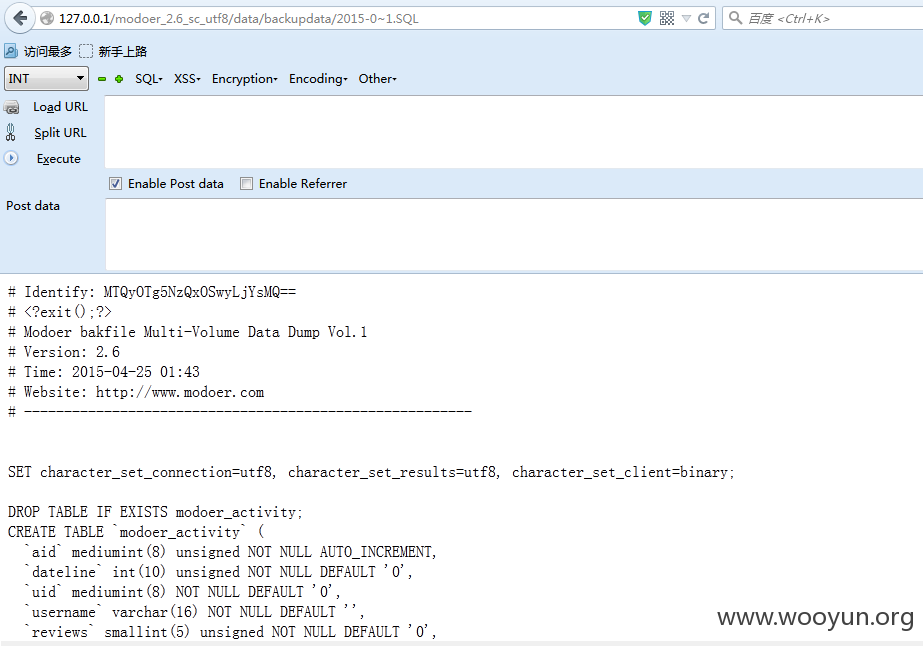 127.0.0.1/modoer_2.6_sc_utf8/data/backupdata/2015-0~1.SQL
百度 <Ctrl+K>
访问最多 新手上路
INT SQL XSS Encryption Encoding Other
Load URL
Split URL
Execute
Enable Post data Enable Referrer
Post data
# Identify: MTQyOTg5NzQxOSwyLjYsMQ==
# <?exit();?>
# Modoer bakfile Multi-Volume Data Dump Vol.1
# Version: 2.6
# Time: 2015-04-25 01:43
# Website: http://www.modoer.com
# --------------------------------------------------------
SET character_set_connection=utf8, character_set_results=utf8, character_set_client=binary;
DROP TABLE IF EXISTS modoer_activity;
CREATE TABLE `modoer_activity` (
`aid` mediumint(8) unsigned NOT NULL AUTO_INCREMENT,
`dateline` int(10) unsigned NOT NULL DEFAULT '0',
`uid` mediumint(8) NOT NULL DEFAULT '0',
`username` varchar(16) NOT NULL DEFAULT '',
`reviews` smallint(5) unsigned NOT NULL DEFAULT '0',
www.wooyun.org